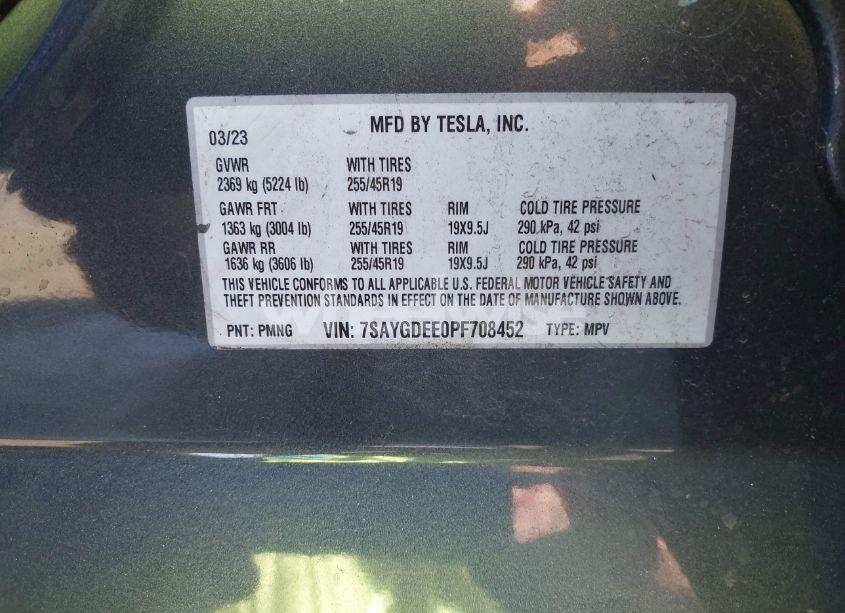 MFD BY TESLA, INC.
03/23
GVWR WITH TIRES
2369 kg (5224 lb) 255/45R19
GAWR FRT WITH TIRES RIM COLD TIRE PRESSURE
1363 kg (3004 lb) 255/45R19 19X9.5J 290 kPa, 42 psi
GAWR RR WITH TIRES RIM COLD TIRE PRESSURE
1636 kg (3606 lb) 255/45R19 19X9.5J 290 kPa, 42 psi
THIS VEHICLE CONFORMS TO ALL APPLICABLE U.S. FEDERAL MOTOR VEHICLE SAFETY AND
THEFT PREVENTION STANDARDS IN EFFECT ON THE DATE OF MANUFACTURE SHOWN ABOVE.
PNT: PMNG VIN: 7SAYGDEE0PF708452 TYPE: MPV